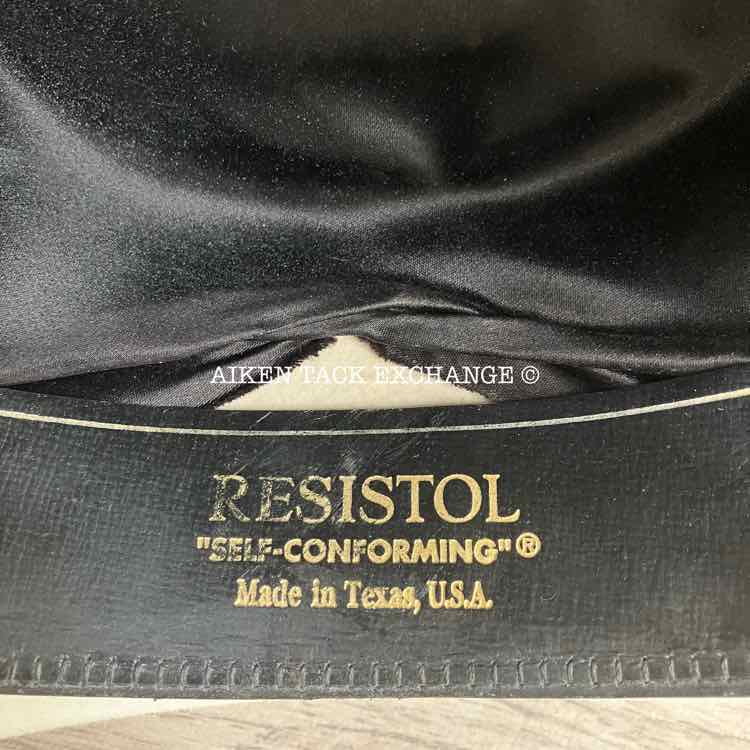 AIKEN TACK EXCHANGE ©
RESISTOL
"SELF-CONFORMING"®
Made in Texas, U.S.A.